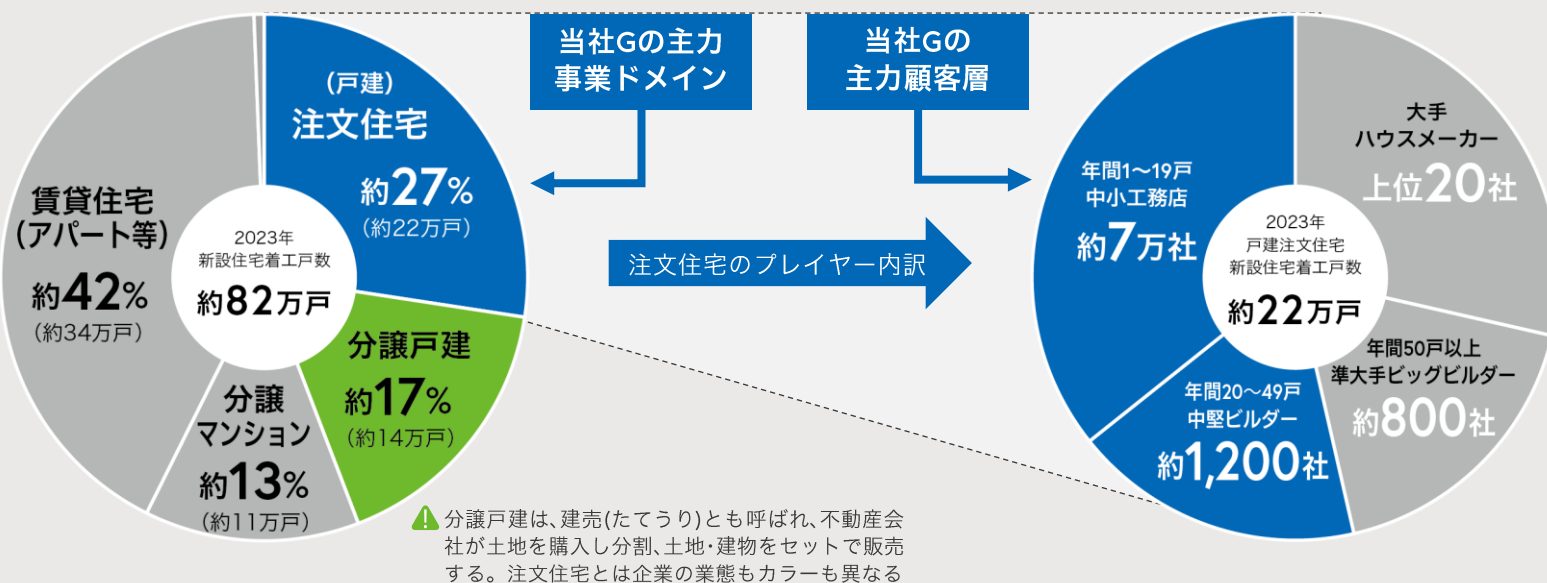 当社Gの主力
事業ドメイン
当社Gの
主力顧客層
(戸建)
注文住宅
約27%
(約22万戸)
賃貸住宅
(アパート等)
約42%
(約34万戸)
2023年
新設住宅着工戸数
約82万戸
分譲戸建
約17%
(約14万戸)
分譲
マンション
約13%
(約11万戸)
注文住宅のプレイヤー内訳
大手
ハウスメーカー
上位20社
年間1〜19戸
中小工務店
約7万社
2023年
戸建注文住宅
新設住宅着工戸数
約22万戸
年間50戸以上
準大手ビッグビルダー
約800社
年間20〜49戸
中堅ビルダー
約1,200社
分譲戸建は、建売(たてうり)とも呼ばれ、不動産会
社が土地を購入し分割、土地・建物をセットで販売
する。注文住宅とは企業の業態もカラーも異なる